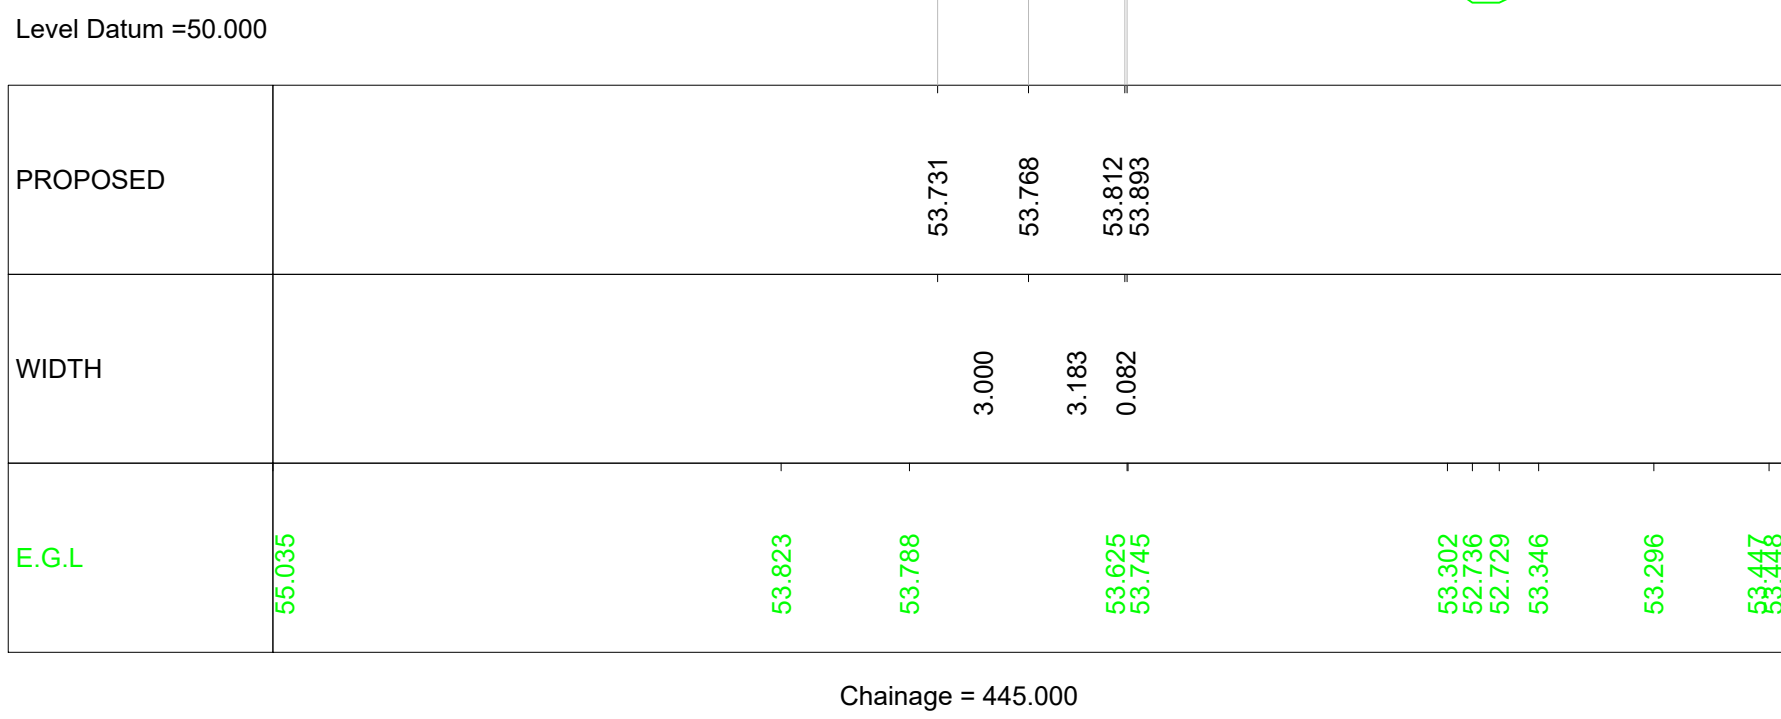 Level Datum =50.000
PROPOSED 53.731 53.768 53.812 53.893
WIDTH 3.000 3.183 0.082
E.G.L 55.035 53.823 53.788 53.625 53.745 53.302 52.736 52.729 53.346 53.296 53.447 53.448
Chainage = 445.000